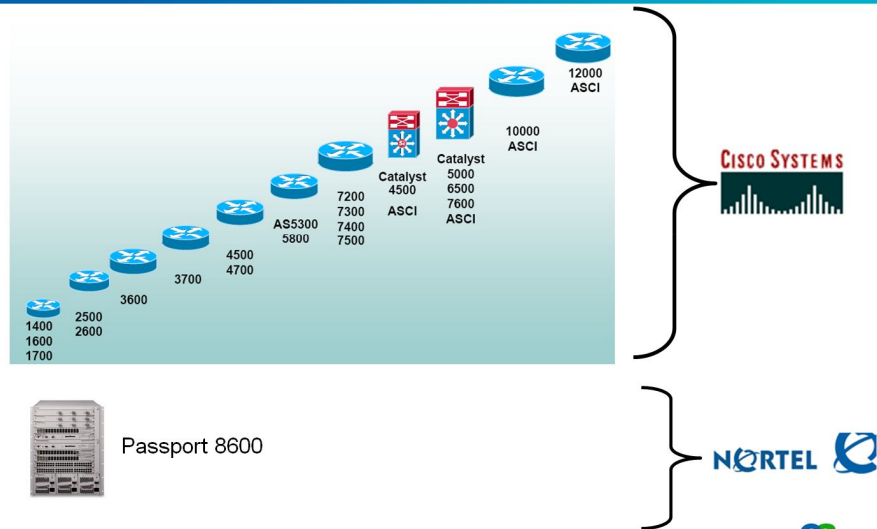 12000
ASCI
10000
ASCI
Catalyst
5000
6500
7600
ASCI
Catalyst
4500
ASCI
7200
7300
7400
7500
AS5300
5800
4500
4700
3700
3600
2500
2600
1400
1600
1700
CISCO SYSTEMS
Passport 8600
NORTEL